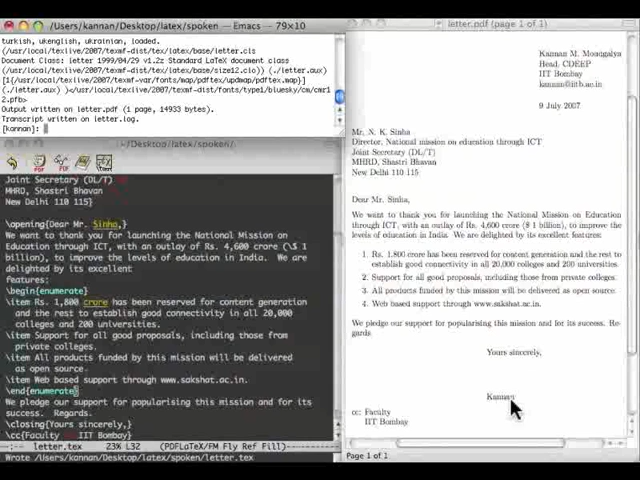 /Users/kannan/Desktop/latex/spoken — Emacs — 79×10
turkish, ukenglish, ukrainian, loaded.
(/usr/local/texlive/2007/texmf-dist/tex/latex/base/letter.cls
Document Class: letter 1999/04/29 v1.2z Standard LaTeX document class
(/usr/local/texlive/2007/texmf-dist/tex/latex/base/size12.clo)) (./letter.aux)
[1{/usr/local/texlive/2007/texmf-var/fonts/map/pdftex/updmap/pdftex.map}]
(./letter.aux) )</usr/local/texlive/2007/texmf-dist/fonts/type1/bluesky/cm/cmr1
2.pfb>
Output written on letter.pdf (1 page, 14933 bytes).
Transcript written on letter.log.
[kannan]:
/Desktop/latex/spoken/
Joint Secretary (DL/T)
MHRD, Shastri Bhavan
New Delhi 110 115}
\opening{Dear Mr. Sinha,}
We want to thank you for launching the National Mission on
Education through ICT, with an outlay of Rs. 4,600 crore (\$ 1
billion), to improve the levels of education in India.  We are
delighted by its excellent
features:
\begin{enumerate}
\item Rs. 1,800 crore has been reserved for content generation
and the rest to establish good connectivity in all 20,000
colleges and 200 universities.
\item Support for all good proposals, including those from
private colleges.
\item All products funded by this mission will be delivered
as open source.
\item Web based support through www.sakshat.ac.in.
\end{enumerate}
We pledge our support for popularising this mission and for its
success.  Regards.
\closing{Yours sincerely,}
\cc{Faculty \\ IIT Bombay}
letter.tex 23% L32 (PDFLaTeX/FM Fly Ref Fill)
Wrote /Users/kannan/Desktop/latex/spoken/letter.tex
letter.pdf (page 1 of 1)
Kannan M. Moudgalya
Head, CDEEP
IIT Bombay
kannan@iitb.ac.in
9 July 2007
Mr. N. K. Sinha
Director, National mission on education through ICT
Joint Secretary (DL/T)
MHRD, Shastri Bhavan
New Delhi 110 115
Dear Mr. Sinha,
We want to thank you for launching the National Mission on Education
through ICT, with an outlay of Rs. 4,600 crore ($ 1 billion), to improve the
levels of education in India. We are delighted by its excellent features:
1. Rs. 1,800 crore has been reserved for content generation and the rest to
establish good connectivity in all 20,000 colleges and 200 universities.
2. Support for all good proposals, including those from private colleges.
3. All products funded by this mission will be delivered as open source.
4. Web based support through www.sakshat.ac.in.
We pledge our support for popularising this mission and for its success. Re-
gards
Yours sincerely,
Kannan
cc: Faculty
IIT Bombay
Page 1 of 1